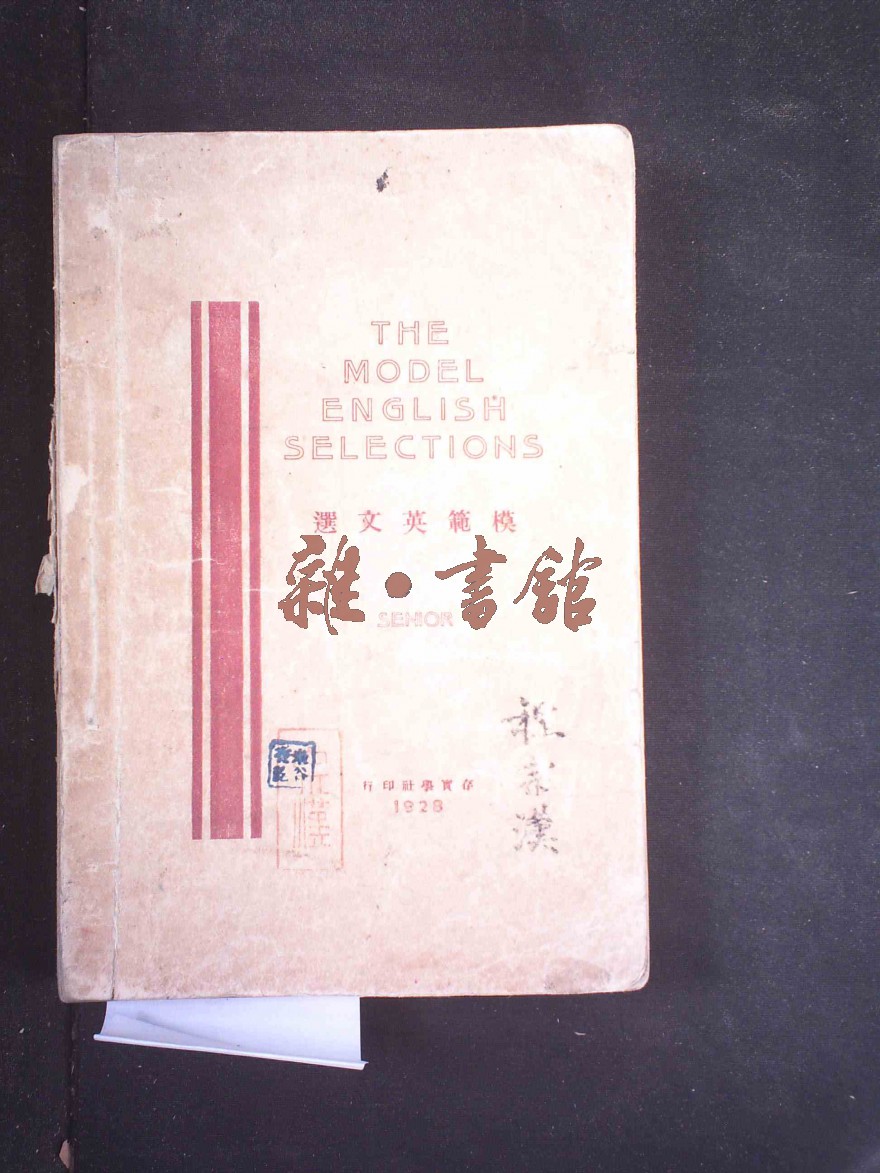 THE
MODEL
ENGLISH
SELECTIONS
模範英文選
雜•書舘
SENIOR
存實學社印行
1928